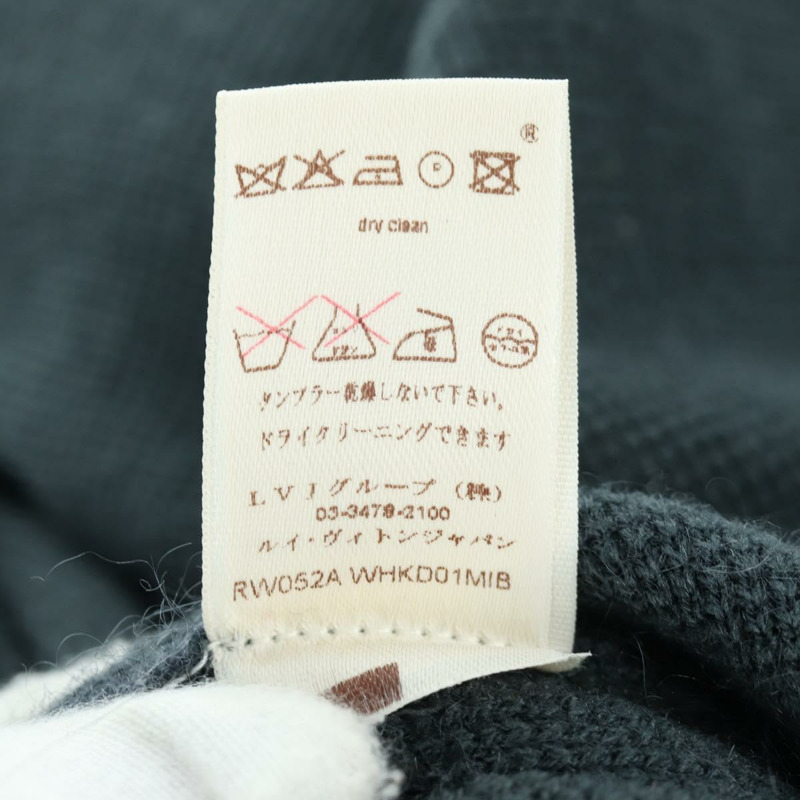 ®
dry clean
タンブラー乾燥しないで下さい。
ドライクリーニングできます
LVJグループ(株)
03-3478-2100
ルイ・ヴィトンジャパン
RW052A WHKD01MIB